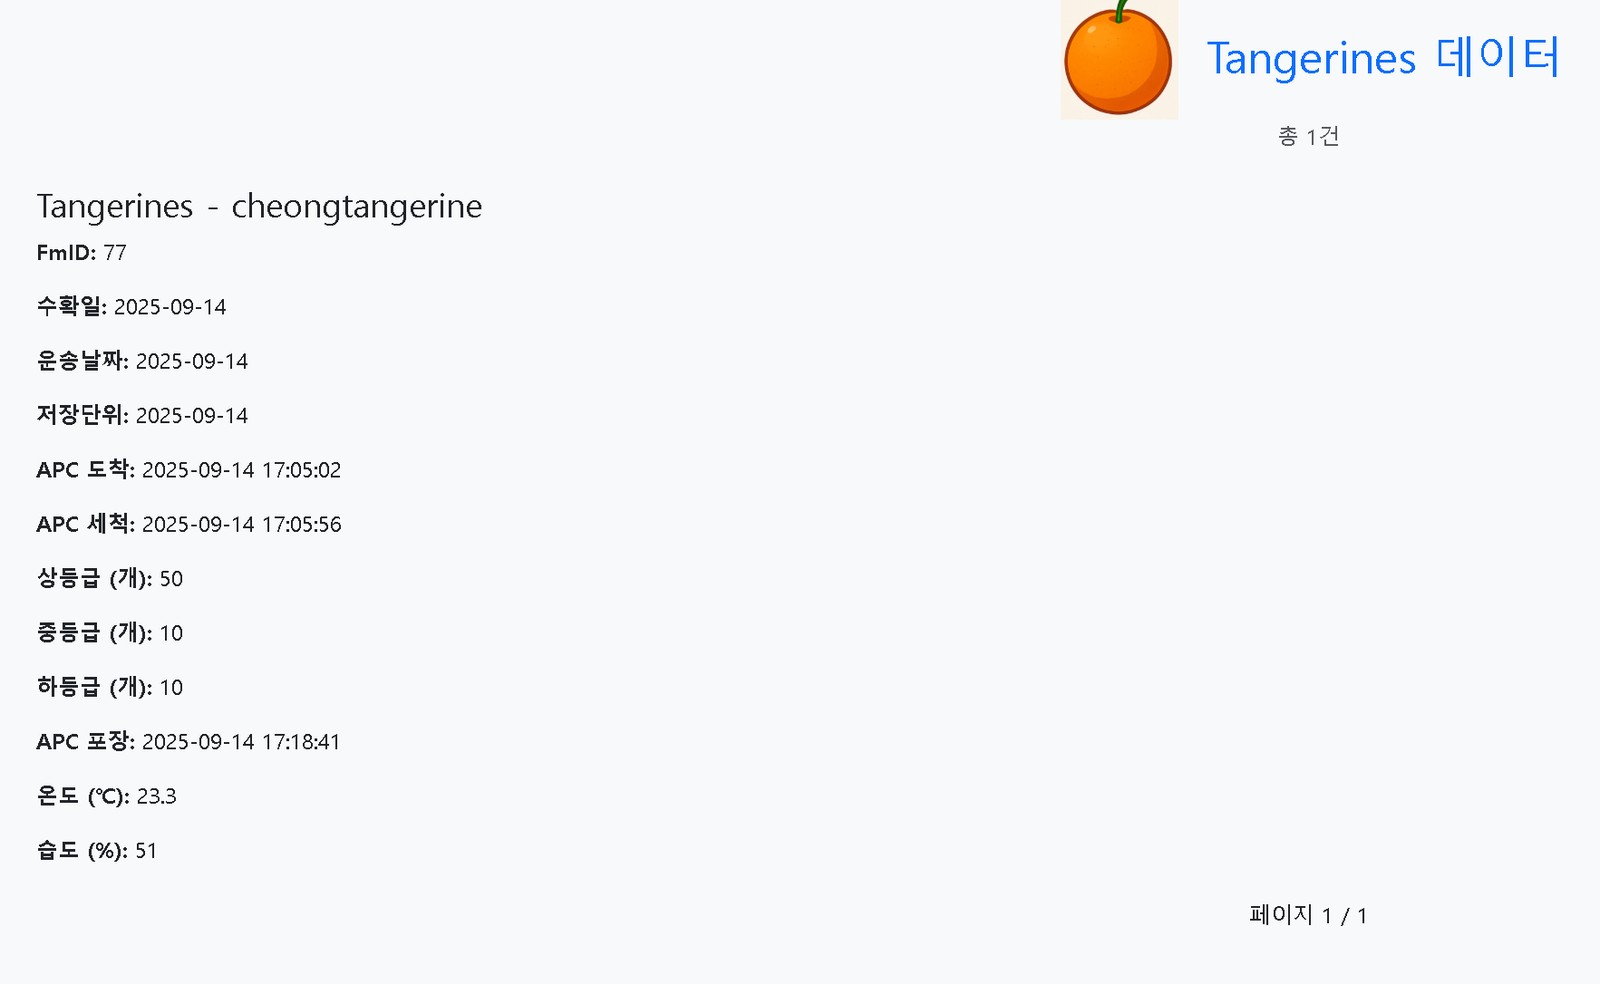 Tangerines 데이터
총 1건
Tangerines - cheongtangerine
FmID: 77
수확일: 2025-09-14
운송날짜: 2025-09-14
저장단위: 2025-09-14
APC 도착: 2025-09-14 17:05:02
APC 세척: 2025-09-14 17:05:56
상등급 (개): 50
중등급 (개): 10
하등급 (개): 10
APC 포장: 2025-09-14 17:18:41
온도 (℃): 23.3
습도 (%): 51
페이지 1 / 1